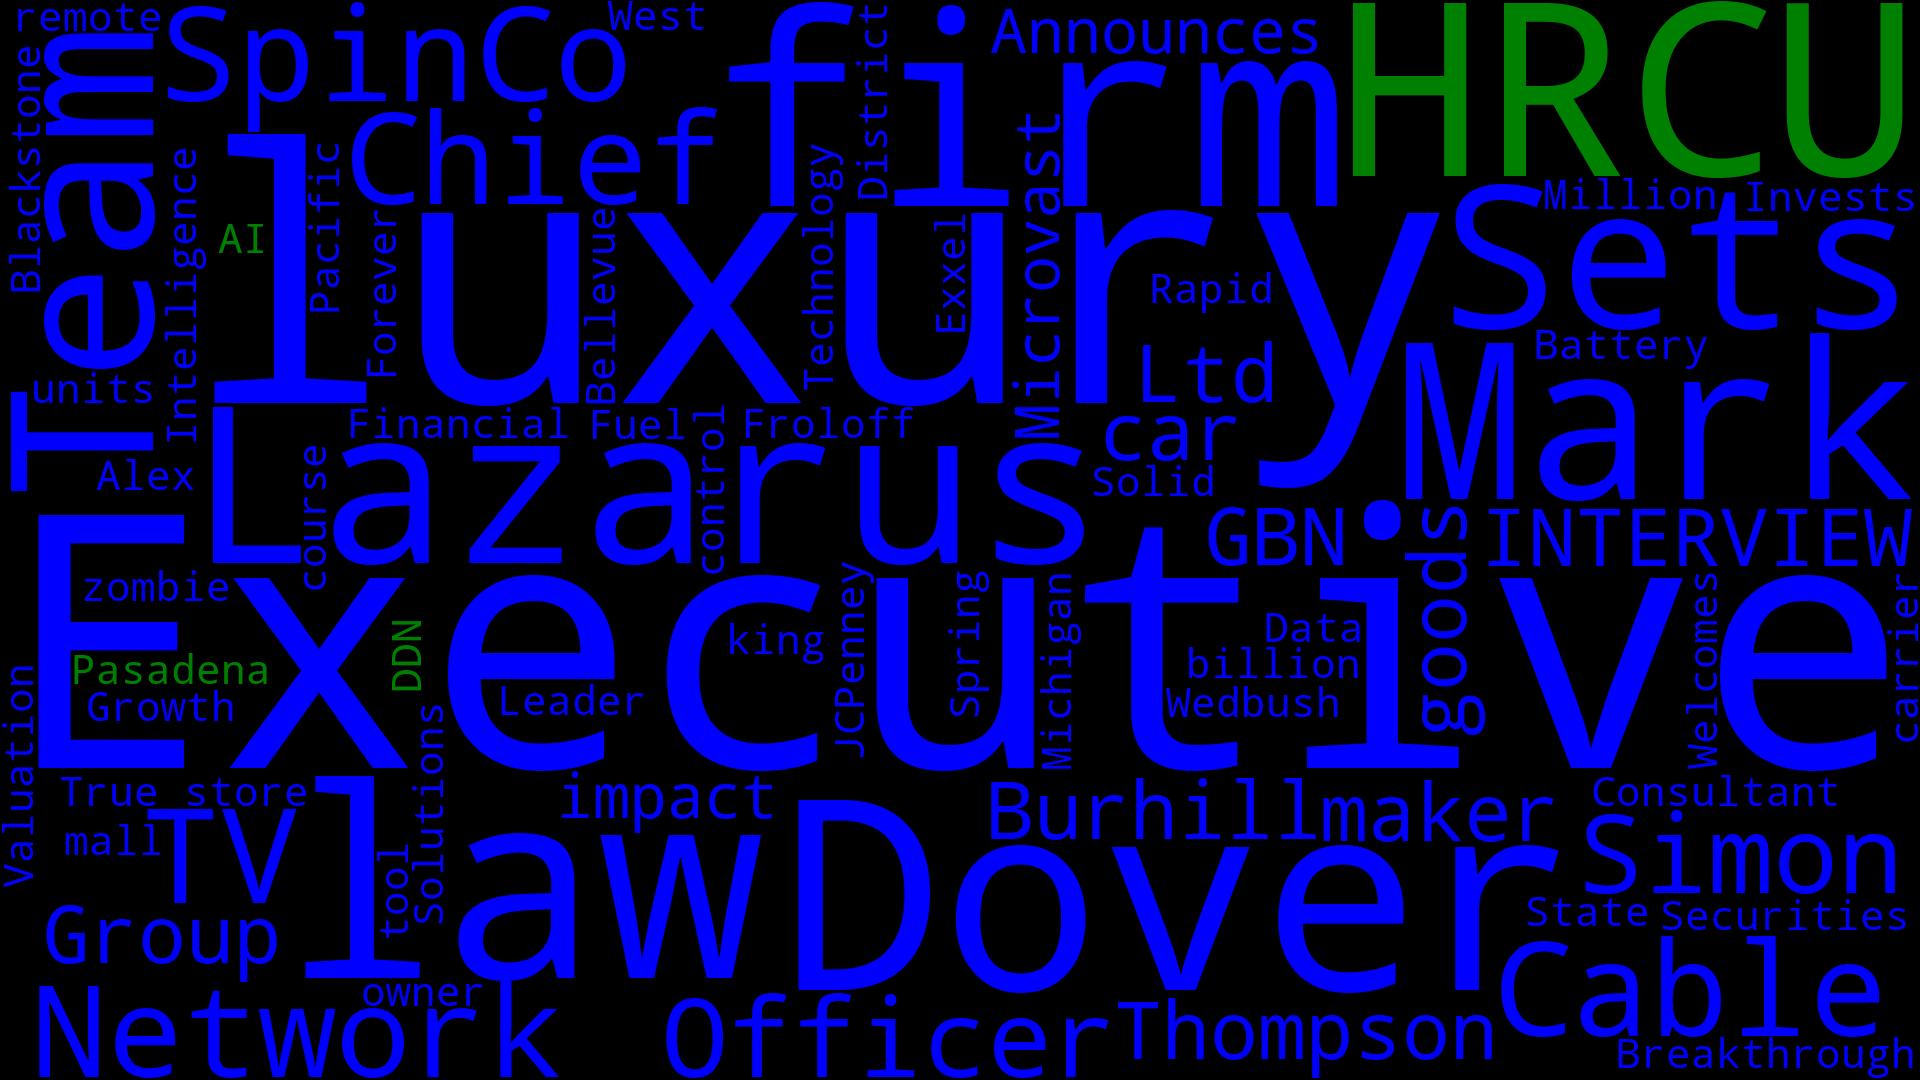 remote
SpinCo
West
firm
District
Announces
HRCU
Team
Blackstone
Chief
luxury
Intelligence
AI
Pacific
Forever
Bellevue
Technology
Exxel
Microvast
Rapid
Million
Invests
Sets
Ltd
Battery
Mark
units
Alex
Financial
Fuel
Froloff
car
Solid
Lazarus
course
control
GBN
goods
INTERVIEW
Executive
zombie
Pasadena
Growth
DDN
Leader
king
JCPenney
Spring
Michigan
Data
billion
Wedbush
Welcomes
carrier
Valuation
True
store
mall
TV
law
tool
Solutions
impact
Dover
Burhillmaker
Consultant
Simon
Group
State
Securities
Cable
Network
owner
Officer
Thompson
Breakthrough